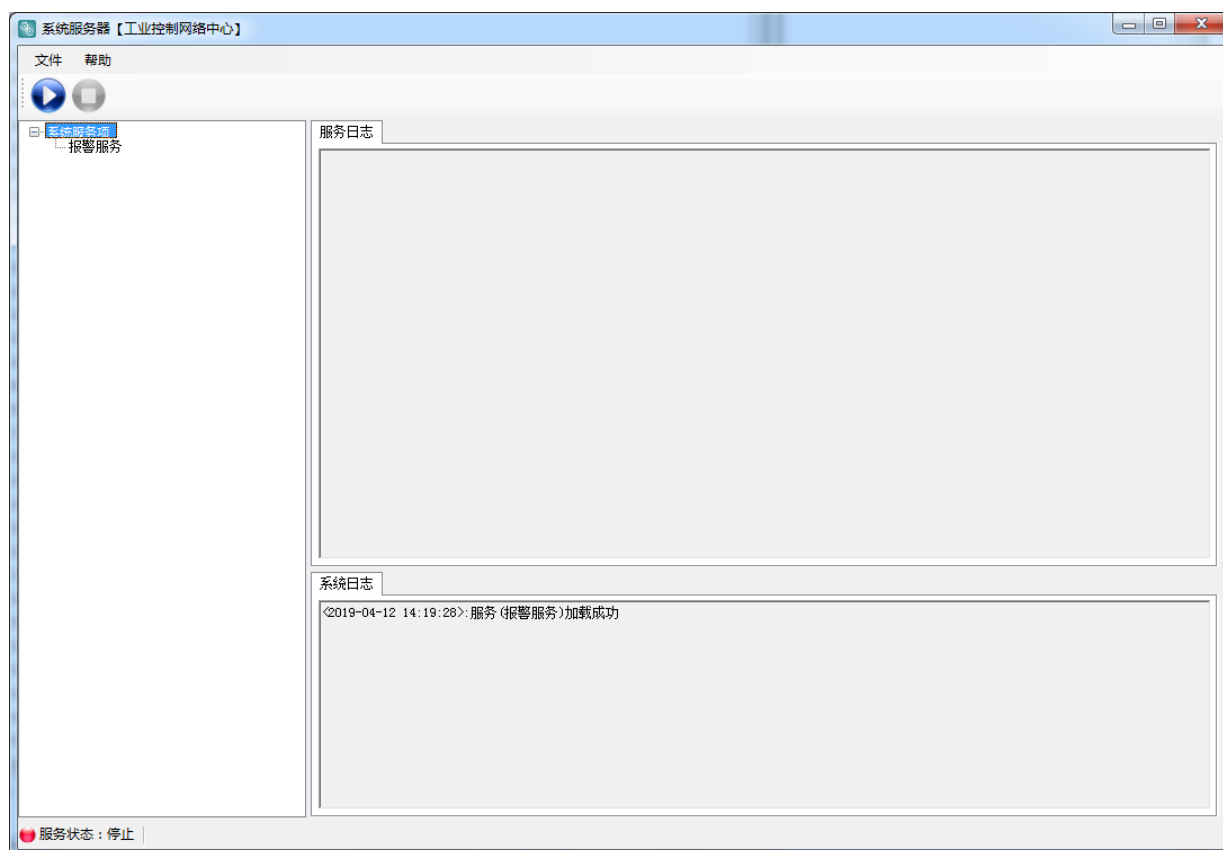 系统服务器【工业控制网络中心】
文件 帮助
系统服务项
报警服务
服务日志
系统日志
<2019-04-12 14:19:28>:服务(报警服务)加载成功
服务状态：停止